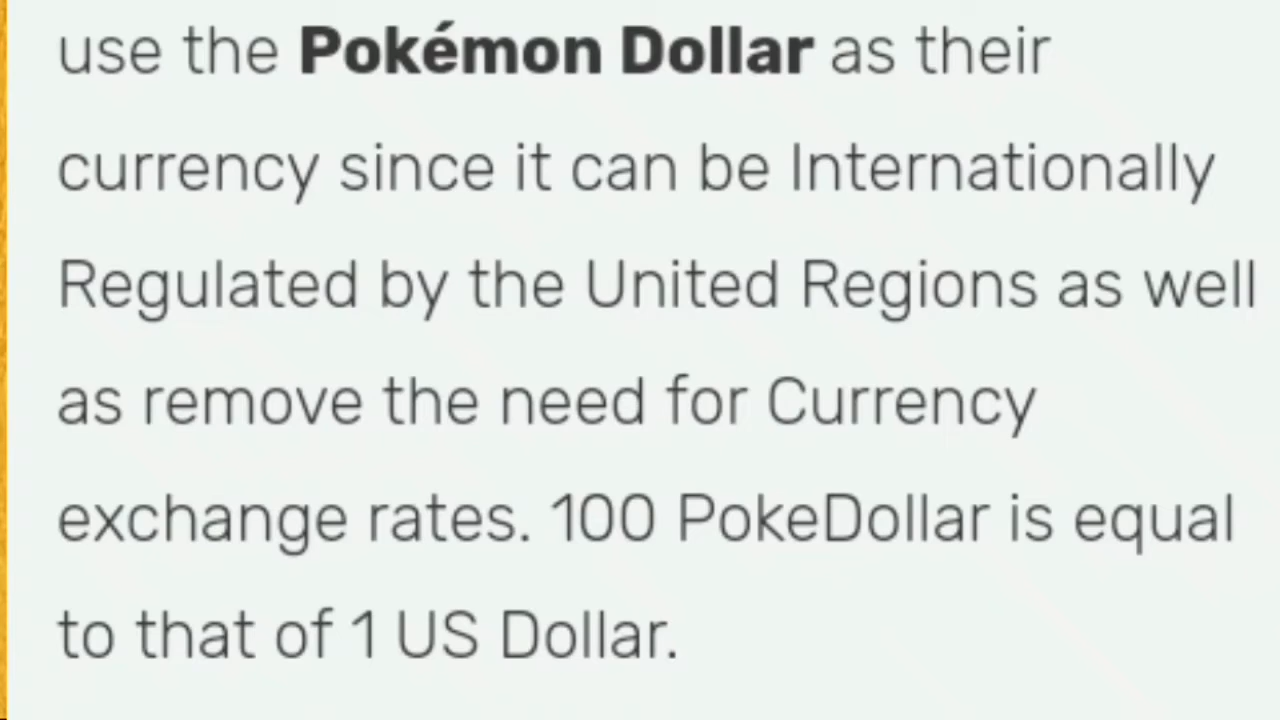 use the Pokémon Dollar as their
currency since it can be Internationally
Regulated by the United Regions as well
as remove the need for Currency
exchange rates. 100 PokeDollar is equal
to that of 1 US Dollar.